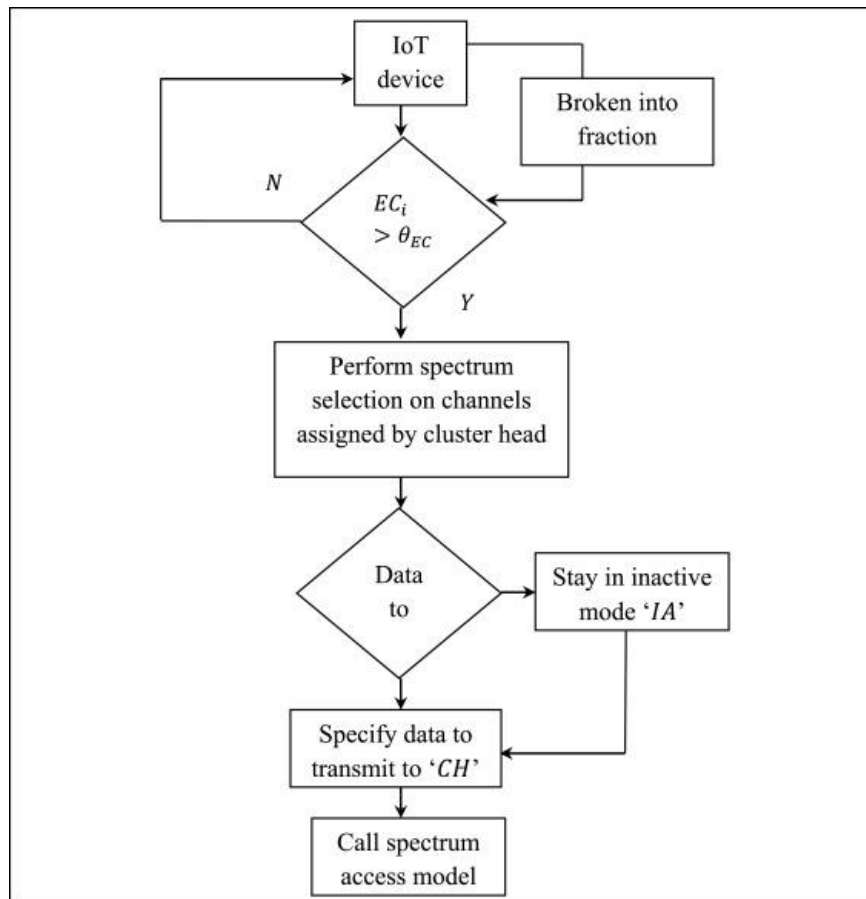 IoT
device
Broken into
fraction
N
𝐸𝐶ᵢ
> θ_EC
Y
Perform spectrum
selection on channels
assigned by cluster head
Data
to
Stay in inactive
mode ‘IA’
Specify data to
transmit to ‘CH’
Call spectrum
access model